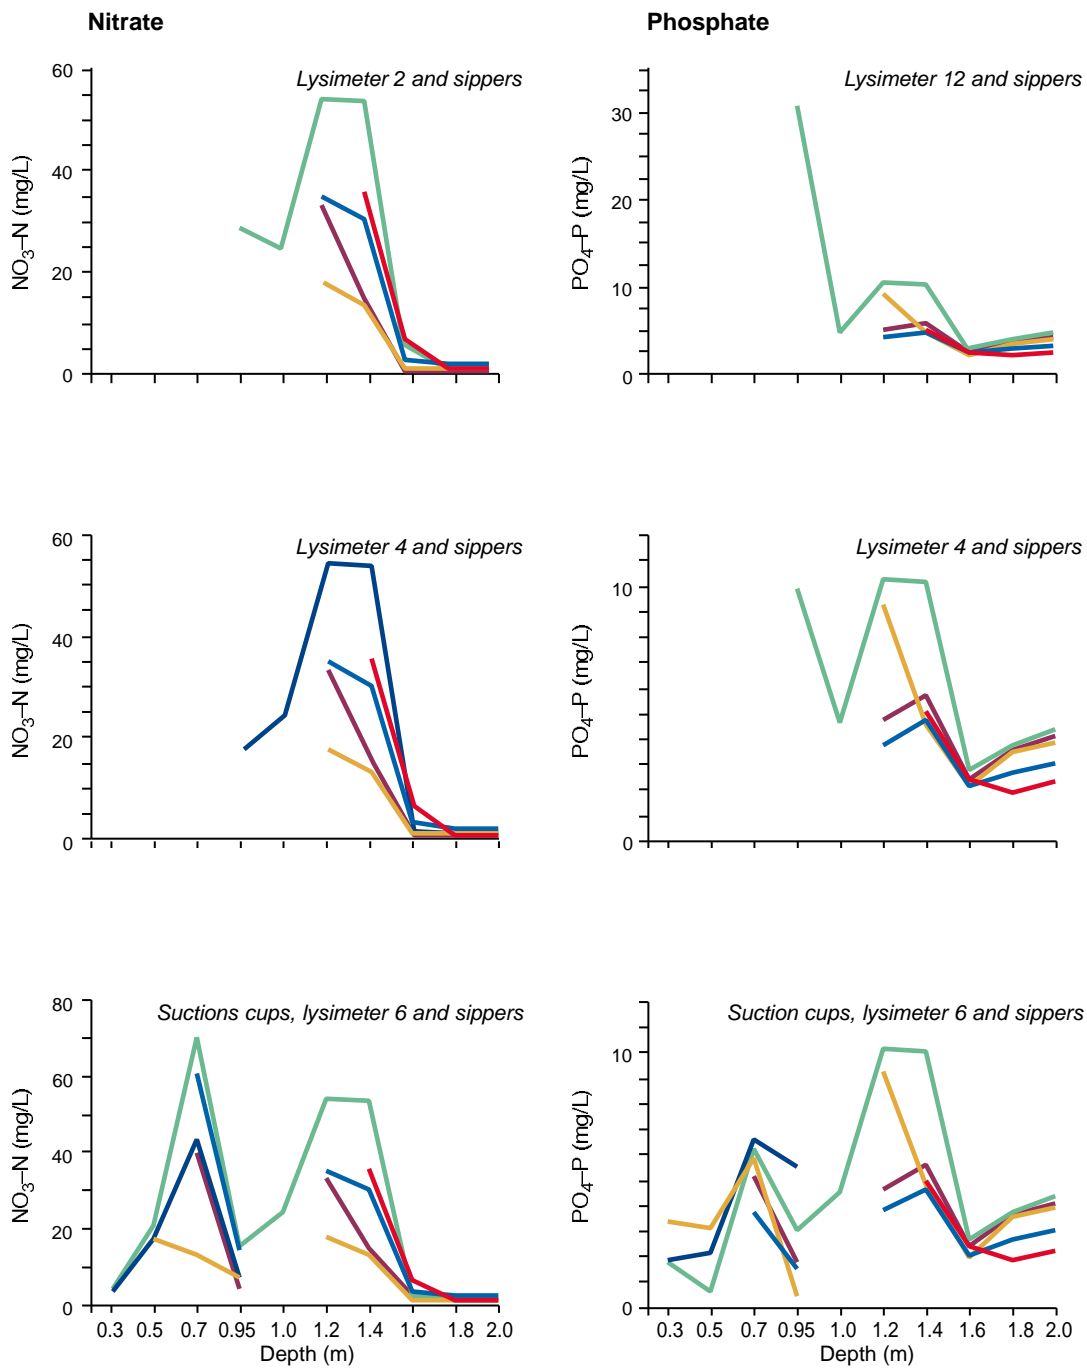 Nitrate
Phosphate
Lysimeter 2 and sippers
60
40
20
0
NO3–N (mg/L)
Lysimeter 12 and sippers
30
20
10
0
PO4–P (mg/L)
Lysimeter 4 and sippers
60
40
20
0
NO3–N (mg/L)
Lysimeter 4 and sippers
10
0
PO4–P (mg/L)
Suctions cups, lysimeter 6 and sippers
80
60
40
20
0
NO3–N (mg/L)
0.3 0.5 0.7 0.95 1.0 1.2 1.4 1.6 1.8 2.0
Depth (m)
Suction cups, lysimeter 6 and sippers
10
0
PO4–P (mg/L)
0.3 0.5 0.7 0.95 1.0 1.2 1.4 1.6 1.8 2.0
Depth (m)